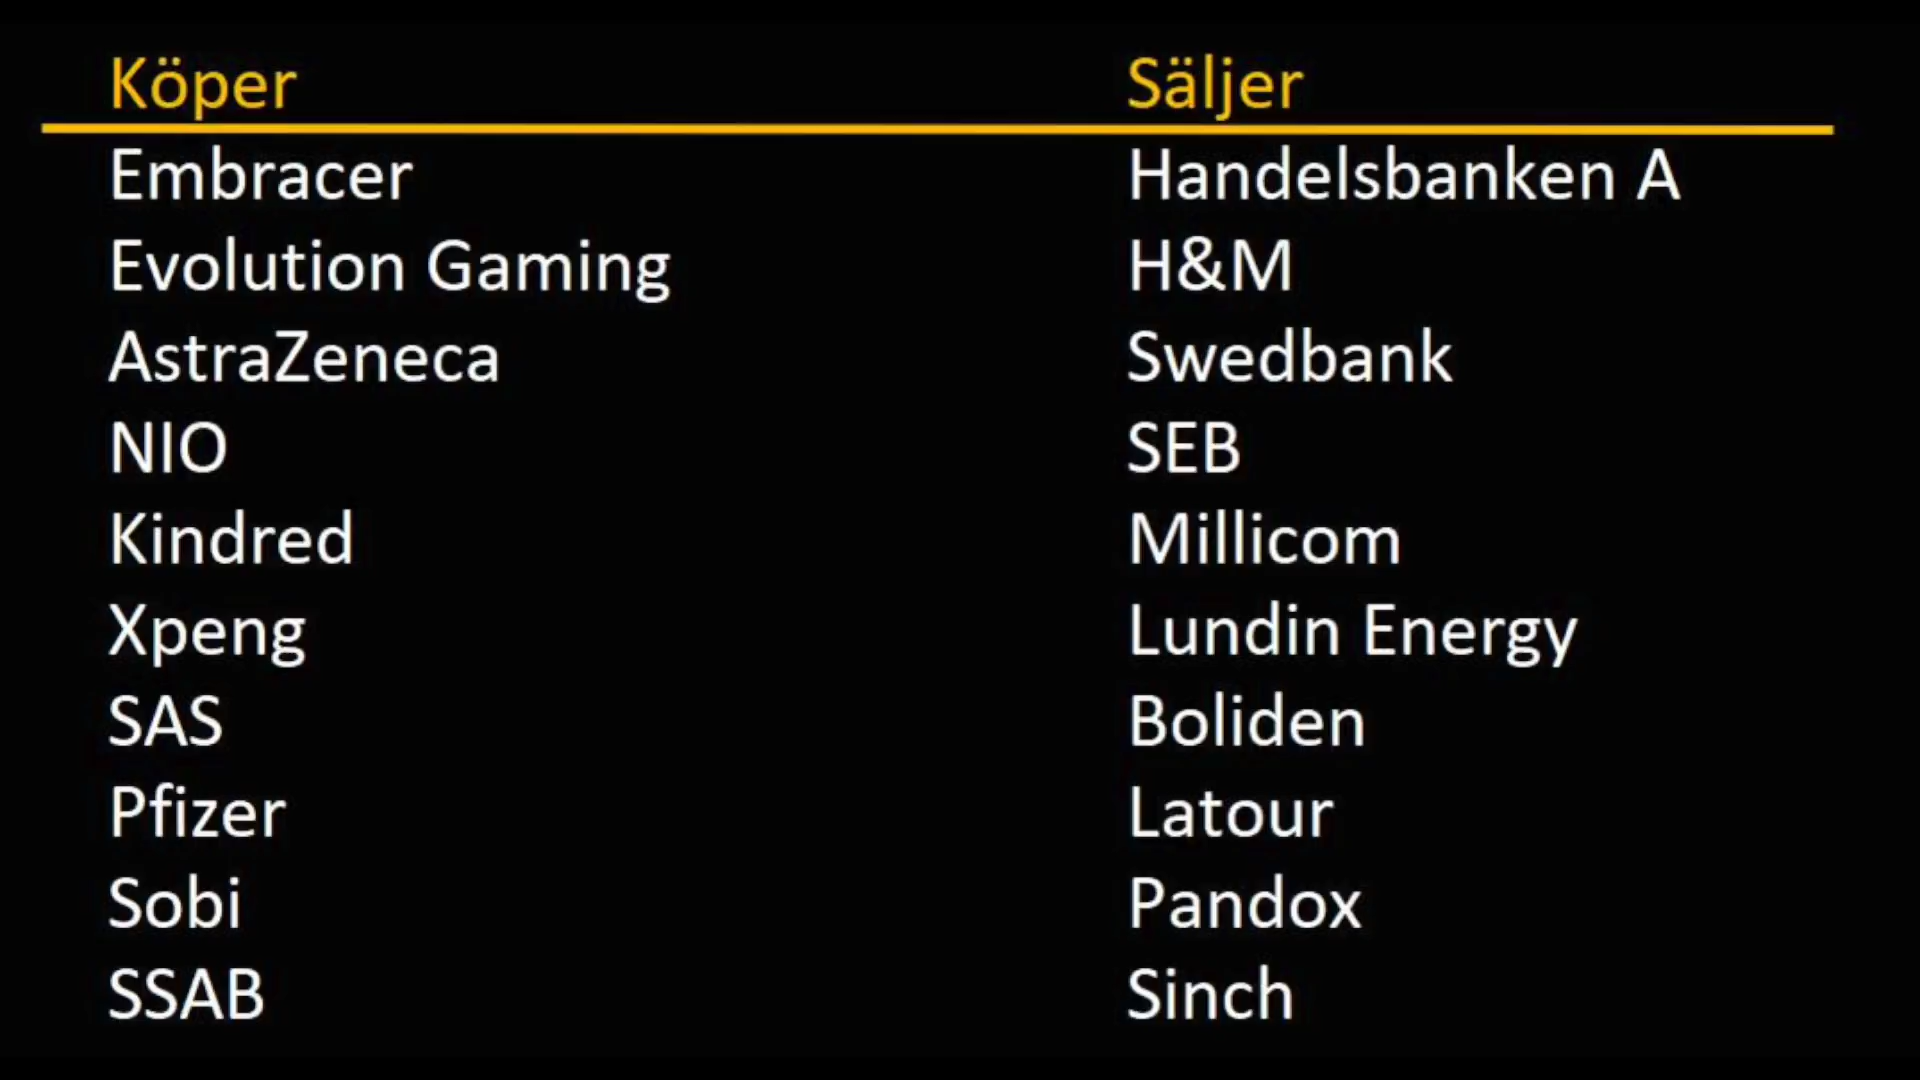 Köper Säljer
Embracer Handelsbanken A
Evolution Gaming H&M
AstraZeneca Swedbank
NIO SEB
Kindred Millicom
Xpeng Lundin Energy
SAS Boliden
Pfizer Latour
Sobi Pandox
SSAB Sinch